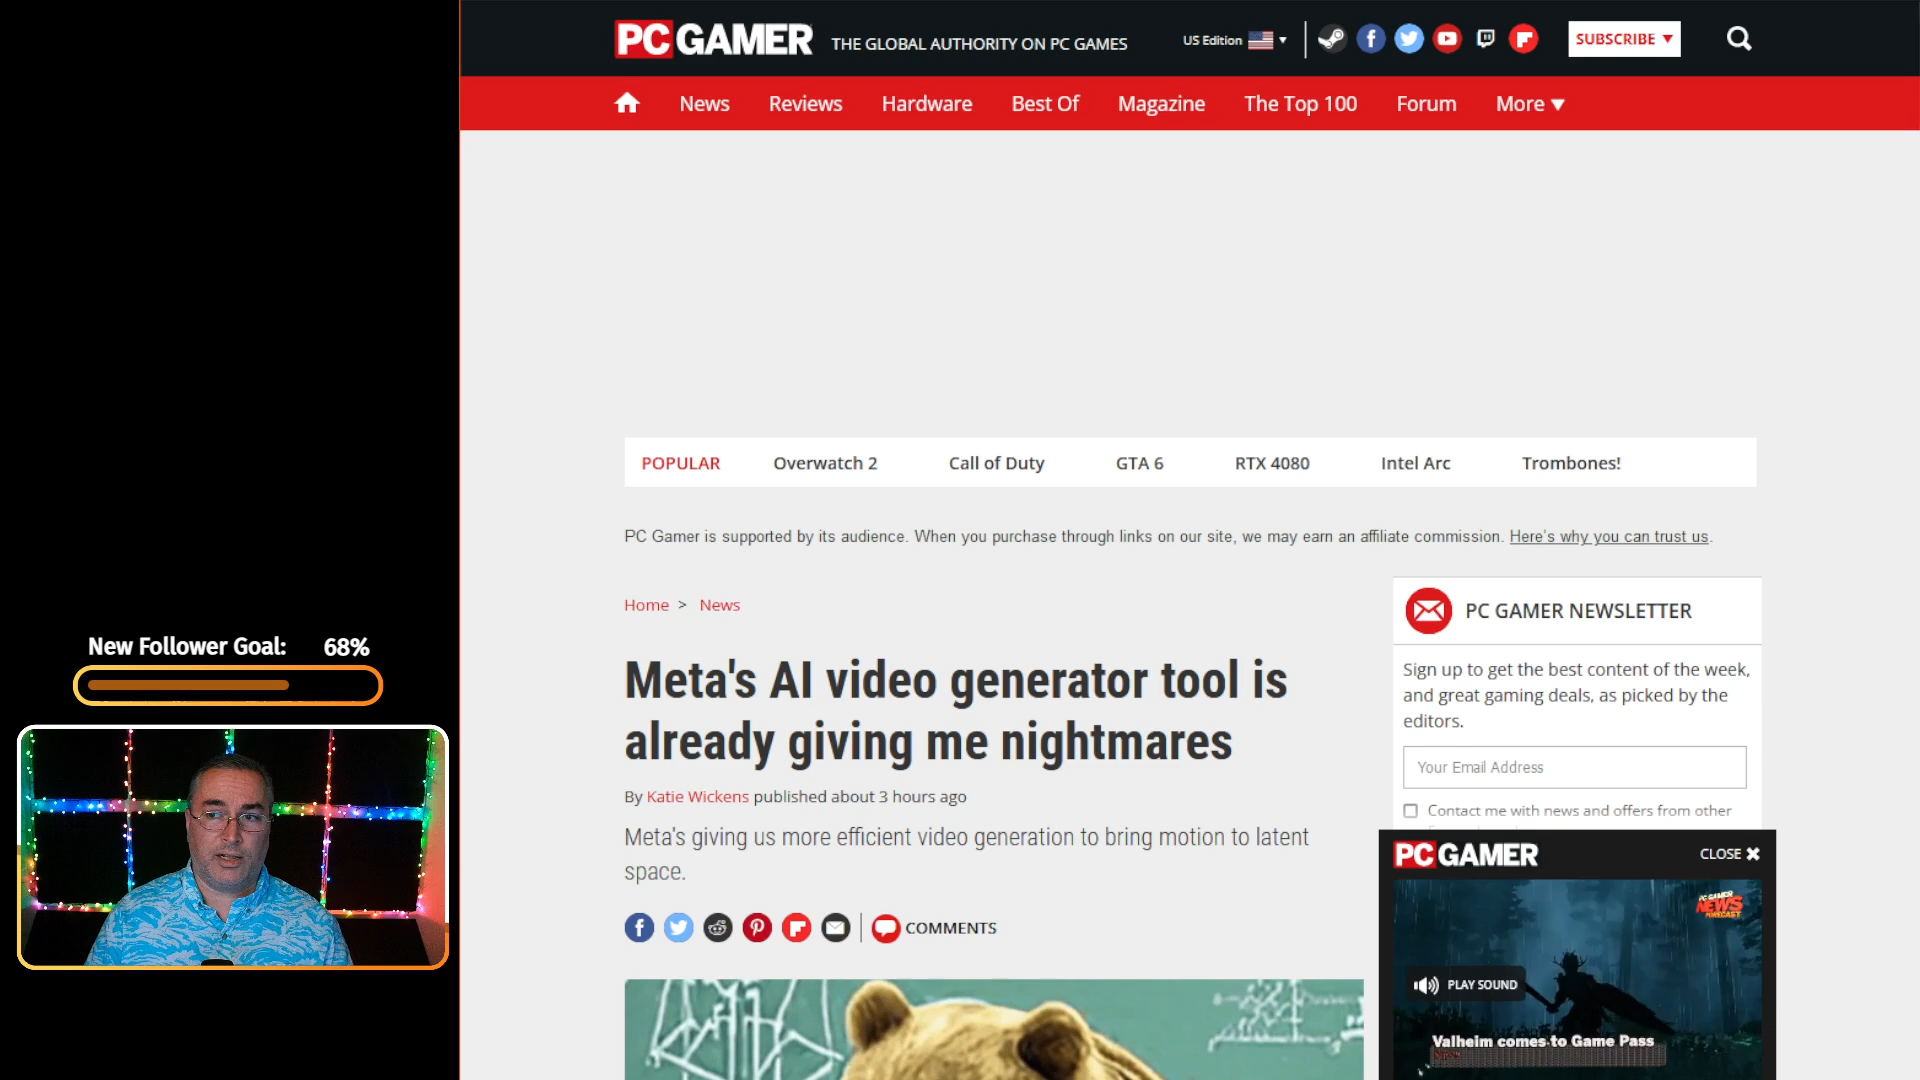 PC GAMER THE GLOBAL AUTHORITY ON PC GAMES US Edition SUBSCRIBE
News Reviews Hardware Best Of Magazine The Top 100 Forum More
POPULAR Overwatch 2 Call of Duty GTA 6 RTX 4080 Intel Arc Trombones!
PC Gamer is supported by its audience. When you purchase through links on our site, we may earn an affiliate commission. Here's why you can trust us.
Home > News
Meta's AI video generator tool is
already giving me nightmares
By Katie Wickens published about 3 hours ago
Meta's giving us more efficient video generation to bring motion to latent
space.
COMMENTS
PC GAMER NEWSLETTER
Sign up to get the best content of the week,
and great gaming deals, as picked by the
editors.
Your Email Address
Contact me with news and offers from other
PC GAMER CLOSE
PC GAMER
NEWS
FORECAST
PLAY SOUND
Valheim comes to Game Pass
New Follower Goal: 68%